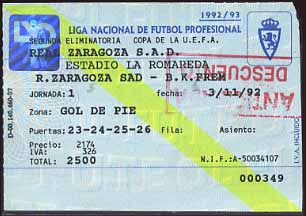 1992/93
LIGA NACIONAL DE FUTBOL PROFESIONAL
SEGUNDA ELIMINATORIA COPA DE LA U.E.F.A.
REAL ZARAGOZA S.A.D.
ESTADIO LA ROMAREDA
R.ZARAGOZA SAD - B.K.FREM
JORNADA: 1 fecha: 3/11/92
Zona: GOL DE PIE
Puertas: 23-24-25-26 Fila: Asiento:
Precio: 2174
IVA: 326
TOTAL: 2500 N.I.F.: A-50034107
000349
DESCUENT
I.V.A. INCLUIDO